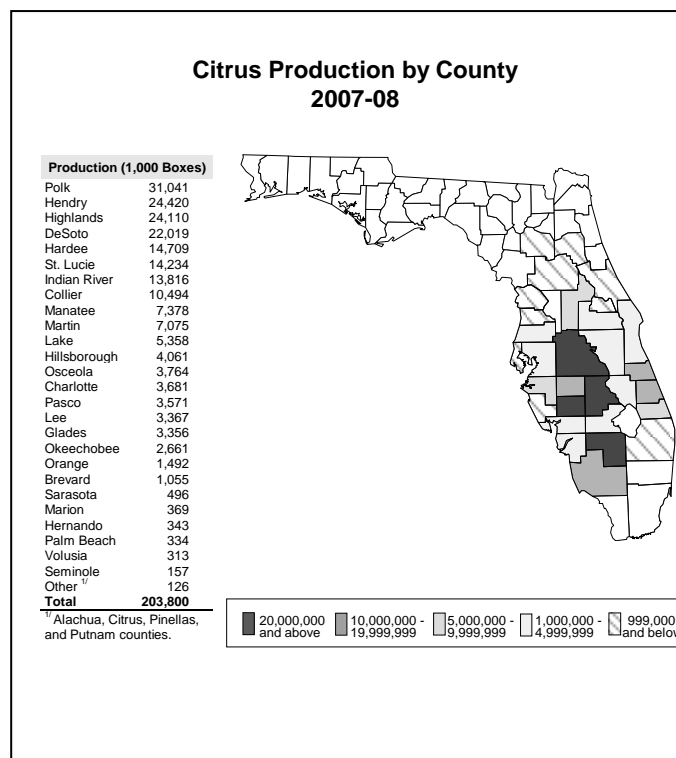 Citrus Production by County
2007-08
Production (1,000 Boxes)
Polk 31,041
Hendry 24,420
Highlands 24,110
DeSoto 22,019
Hardee 14,709
St. Lucie 14,234
Indian River 13,816
Collier 10,494
Manatee 7,378
Martin 7,075
Lake 5,358
Hillsborough 4,061
Osceola 3,764
Charlotte 3,681
Pasco 3,571
Lee 3,367
Glades 3,356
Okeechobee 2,661
Orange 1,492
Brevard 1,055
Sarasota 496
Marion 369
Hernando 343
Palm Beach 334
Volusia 313
Seminole 157
Other 1/ 126
Total 203,800
1/ Alachua, Citrus, Pinellas,
and Putnam counties.
20,000,000
and above
10,000,000 -
19,999,999
5,000,000 -
9,999,999
1,000,000 -
4,999,999
999,000
and below